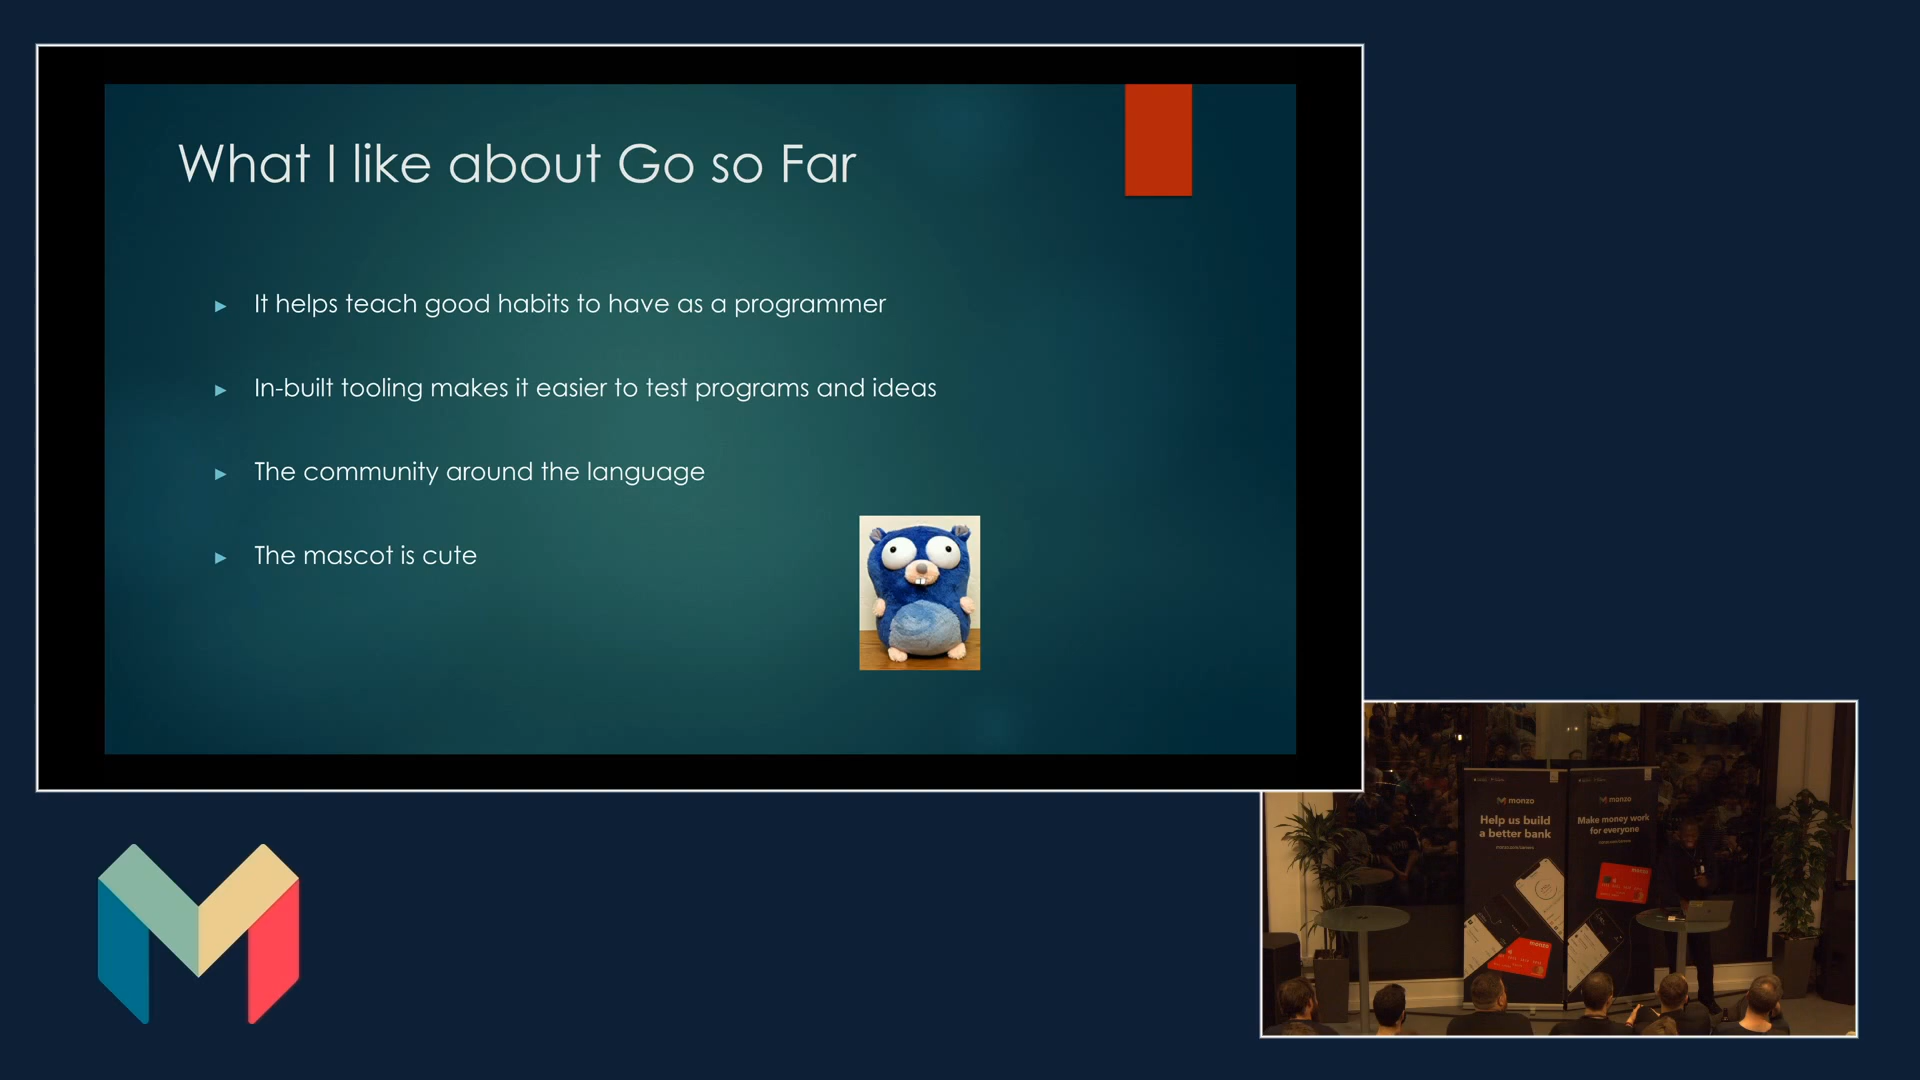 What I like about Go so Far
It helps teach good habits to have as a programmer
In-built tooling makes it easier to test programs and ideas
The community around the language
The mascot is cute
monzo
Help us build
a better bank
monzo
Make money work
for everyone
monzo
monzo